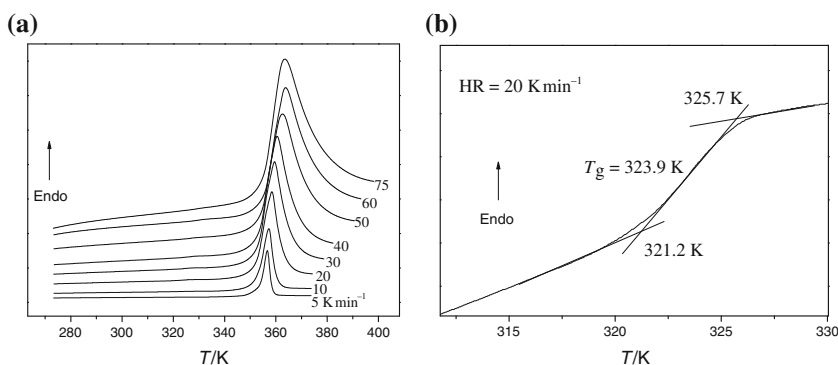 (a)
Endo
75
60
50
40
30
20
10
5 K min⁻¹
280 300 320 340 360 380 400
T/K
(b)
HR = 20 K min⁻¹
325.7 K
Tg = 323.9 K
Endo
321.2 K
315 320 325 330
T/K